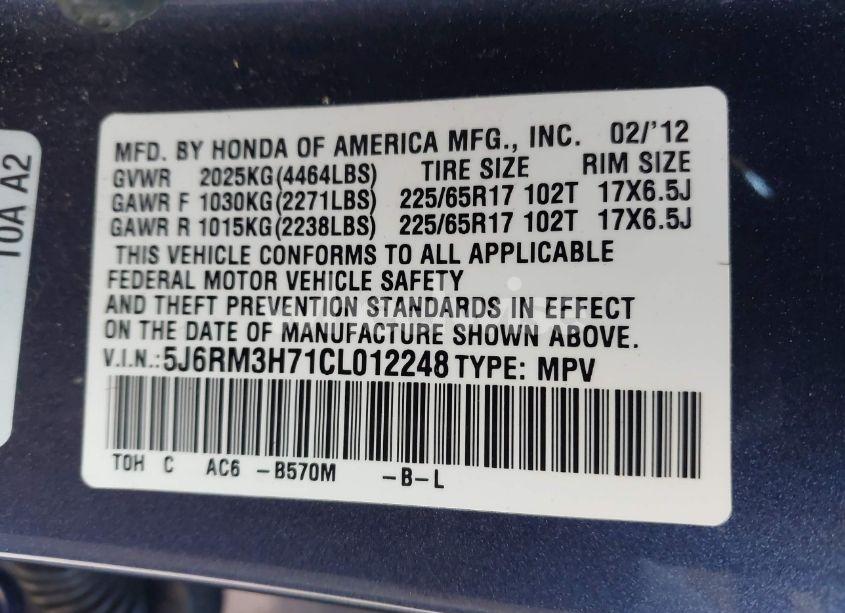 MFD. BY HONDA OF AMERICA MFG., INC. 02/'12
GVWR 2025KG(4464LBS) TIRE SIZE RIM SIZE
GAWR F 1030KG(2271LBS) 225/65R17 102T 17X6.5J
GAWR R 1015KG(2238LBS) 225/65R17 102T 17X6.5J
THIS VEHICLE CONFORMS TO ALL APPLICABLE
FEDERAL MOTOR VEHICLE SAFETY
AND THEFT PREVENTION STANDARDS IN EFFECT
ON THE DATE OF MANUFACTURE SHOWN ABOVE.
V.I.N.:5J6RM3H71CL012248 TYPE: MPV
TOH C AC6 -B570M -B-L
10A A2